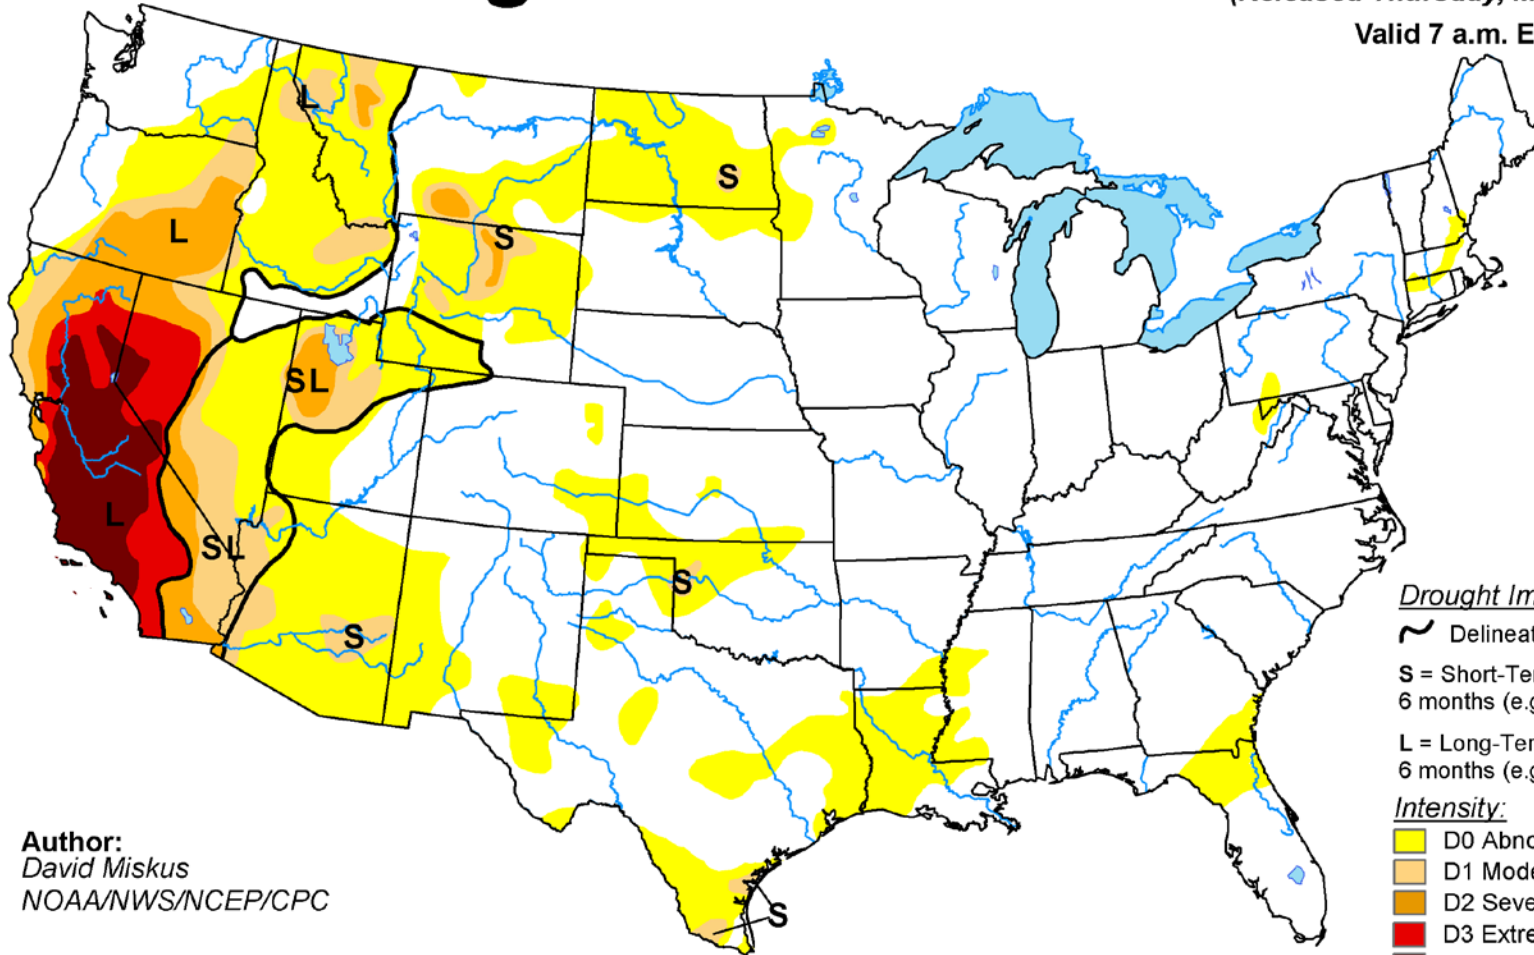 Valid 7 a.m. E
L
S
L
S
SL
L
SL
S
S
S
Drought Im
Delineat
S = Short-Ter
6 months (e.g
L = Long-Ter
6 months (e.g
Intensity:
D0 Abno
D1 Mode
D2 Seve
D3 Extre
Author:
David Miskus
NOAA/NWS/NCEP/CPC